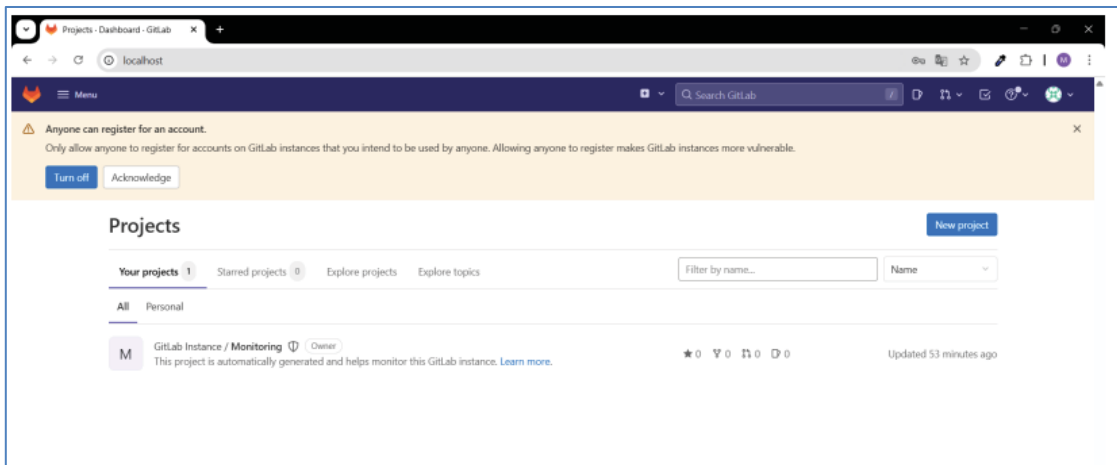 Projects · Dashboard · GitLab
localhost
M
Menu
Search GitLab
/
Anyone can register for an account.
Only allow anyone to register for accounts on GitLab instances that you intend to be used by anyone. Allowing anyone to register makes GitLab instances more vulnerable.
Turn off Acknowledge
Projects New project
Your projects 1 Starred projects 0 Explore projects Explore topics Filter by name... Name
All Personal
M GitLab Instance / Monitoring Owner 0 0 0 0 Updated 53 minutes ago
This project is automatically generated and helps monitor this GitLab instance. Learn more.